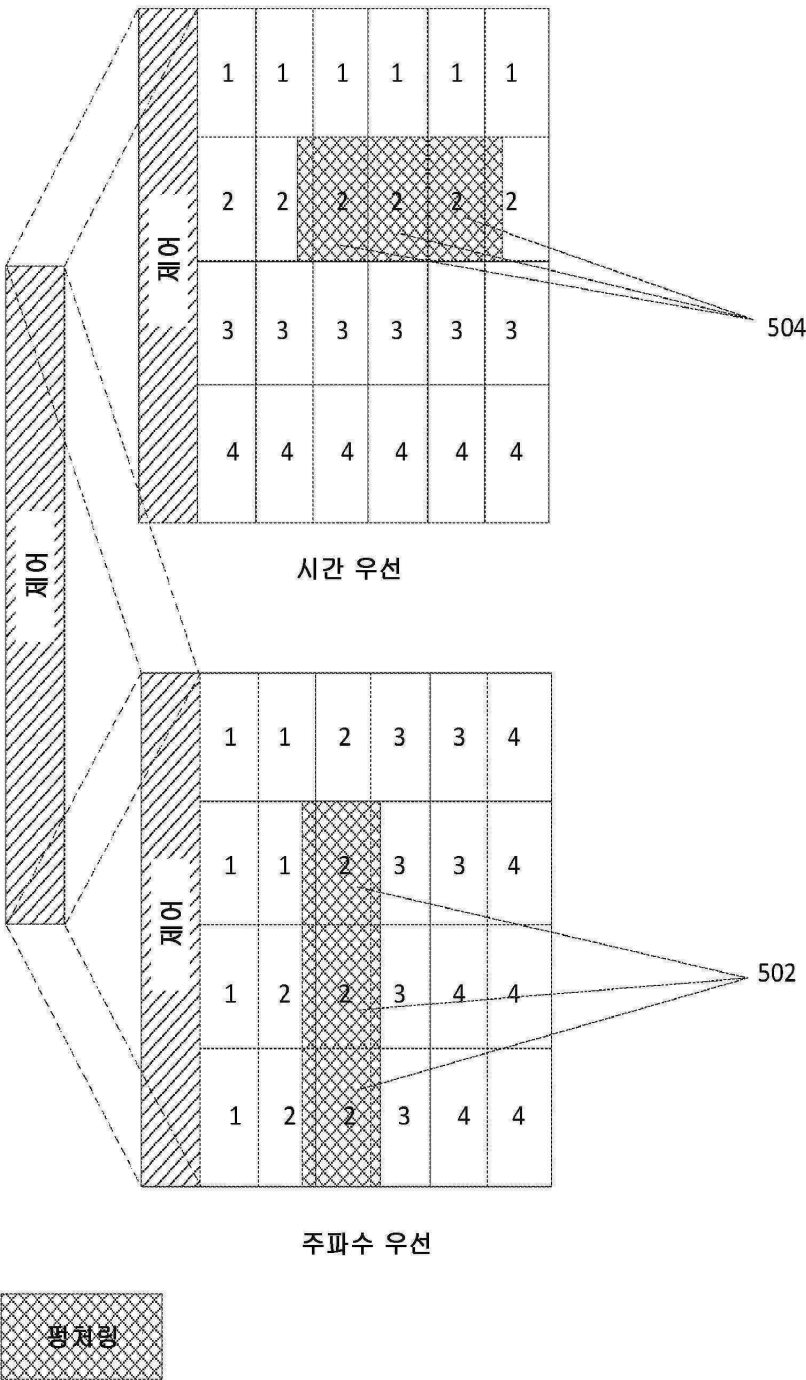 1 1 1 1 1 1
제어
2 2 2 2 2 2
504
3 3 3 3 3 3
4 4 4 4 4 4
시간 우선
제어
1 1 2 3 3 4
제어
1 1 2 3 3 4
1 2 2 3 4 4
502
1 2 2 3 4 4
주파수 우선
펑처링